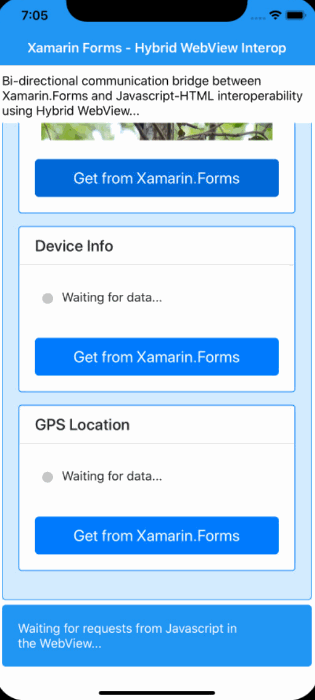 7:05
Xamarin Forms - Hybrid WebView Interop
Bi-directional communication bridge between
Xamarin.Forms and Javascript-HTML interoperability
using Hybrid WebView...
Get from Xamarin.Forms
Device Info
Waiting for data...
Get from Xamarin.Forms
GPS Location
Waiting for data...
Get from Xamarin.Forms
Waiting for requests from Javascript in
the WebView...